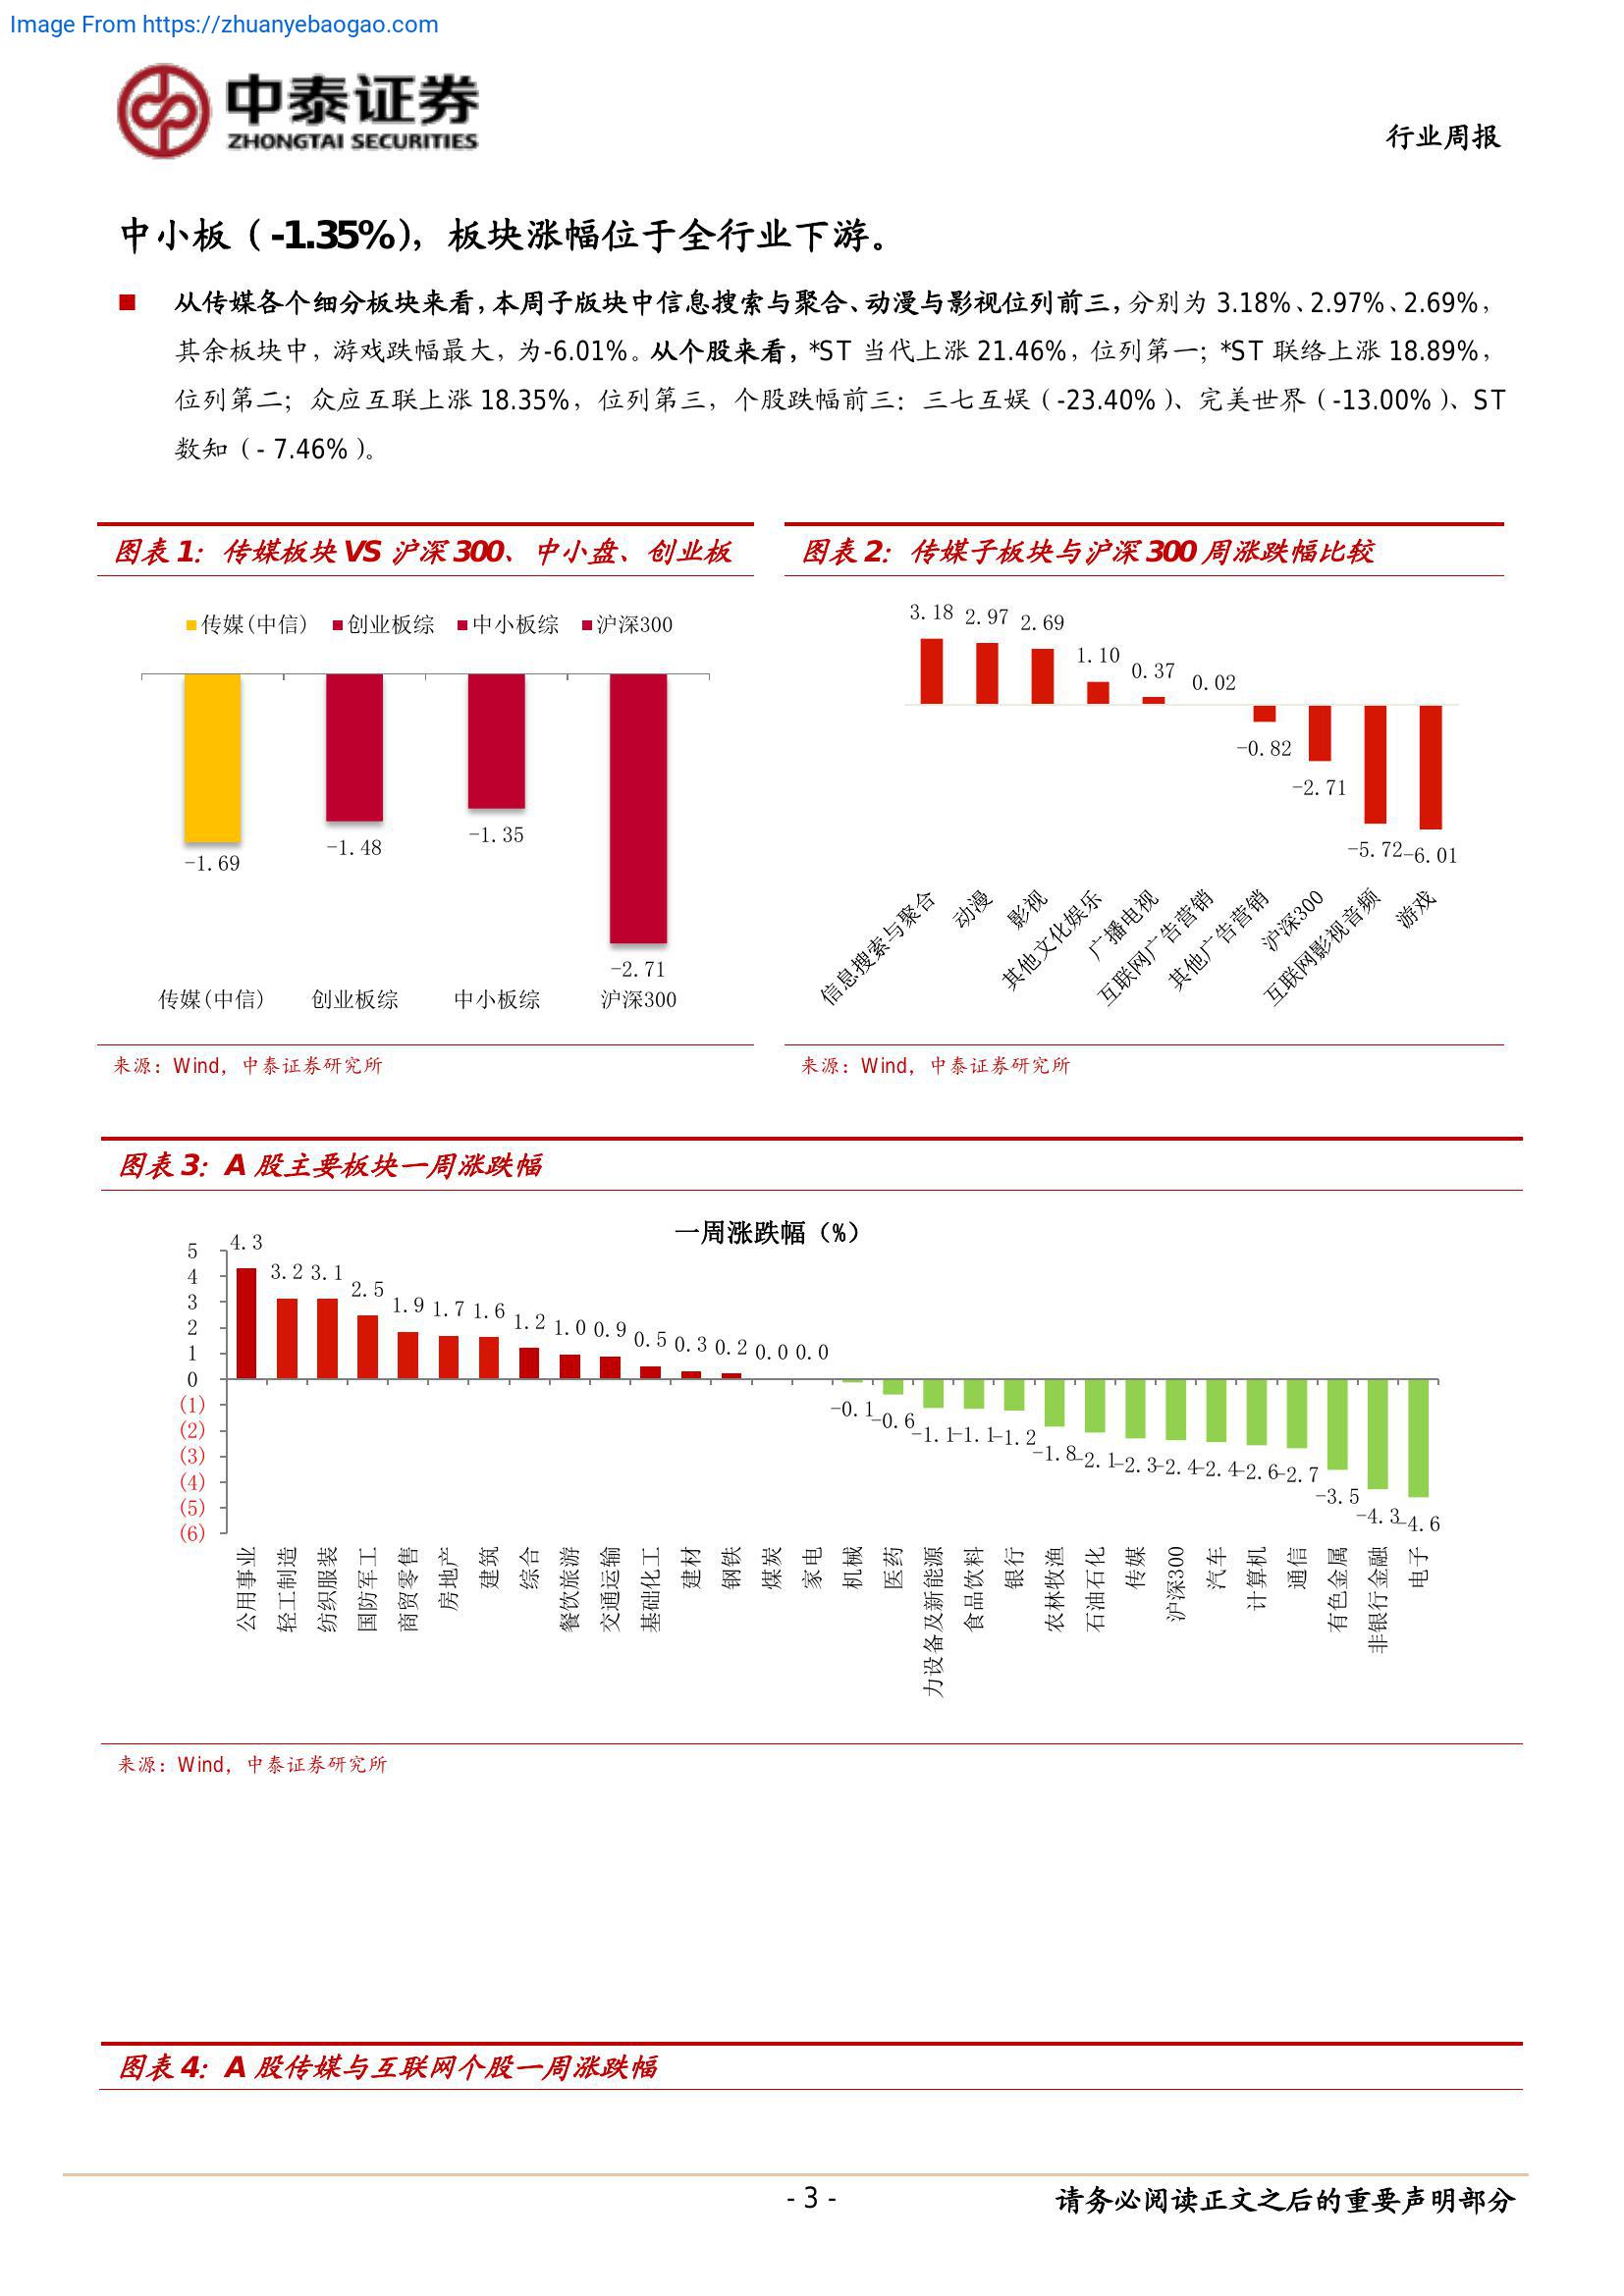 Image From https://zhuanyebaogao.com
中泰证券
ZHONGTAI SECURITIES
行业周报
中小板（-1.35%），板块涨幅位于全行业下游。
■ 从传媒各个细分板块来看，本周子版块中信息搜索与聚合、动漫与影视位列前三，分别为 3.18%、2.97%、2.69%，
其余板块中，游戏跌幅最大，为-6.01%。从个股来看，*ST 当代上涨 21.46%，位列第一；*ST 联络上涨 18.89%，
位列第二；众应互联上涨 18.35%，位列第三，个股跌幅前三：三七互娱（-23.40%）、完美世界（-13.00%）、ST
数知（- 7.46%）。
图表 1：传媒板块 VS 沪深 300、中小盘、创业板
传媒(中信) 创业板综 中小板综 沪深300
-1.69
-1.48
-1.35
-2.71
传媒(中信) 创业板综 中小板综 沪深300
来源：Wind，中泰证券研究所
图表 2：传媒子板块与沪深 300 周涨跌幅比较
3.18 2.97 2.69
1.10
0.37
0.02
-0.82
-2.71
-5.72 -6.01
信息搜索与聚合
动漫
影视
其他文化娱乐
广播电视
互联网广告营销
其他广告营销
沪深300
互联网影视音频
游戏
来源：Wind，中泰证券研究所
图表 3：A 股主要板块一周涨跌幅
一周涨跌幅（%）
5
4
3
2
1
0
(1)
(2)
(3)
(4)
(5)
(6)
4.3 3.2 3.1 2.5 1.9 1.7 1.6 1.2 1.0 0.9 0.5 0.3 0.2 0.0 0.0
-0.1 -0.6 -1.1 -1.1 -1.2 -1.8 -2.1 -2.3 -2.4 -2.4 -2.6 -2.7 -3.5 -4.3 -4.6
公用事业
轻工制造
纺织服装
国防军工
商贸零售
房地产
建筑
综合
餐饮旅游
交通运输
基础化工
建材
钢铁
煤炭
家电
机械
医药
力设备及新能源
食品饮料
银行
农林牧渔
石油石化
传媒
沪深300
汽车
计算机
通信
有色金属
非银行金融
电子
来源：Wind，中泰证券研究所
图表 4：A 股传媒与互联网个股一周涨跌幅
- 3 -
请务必阅读正文之后的重要声明部分